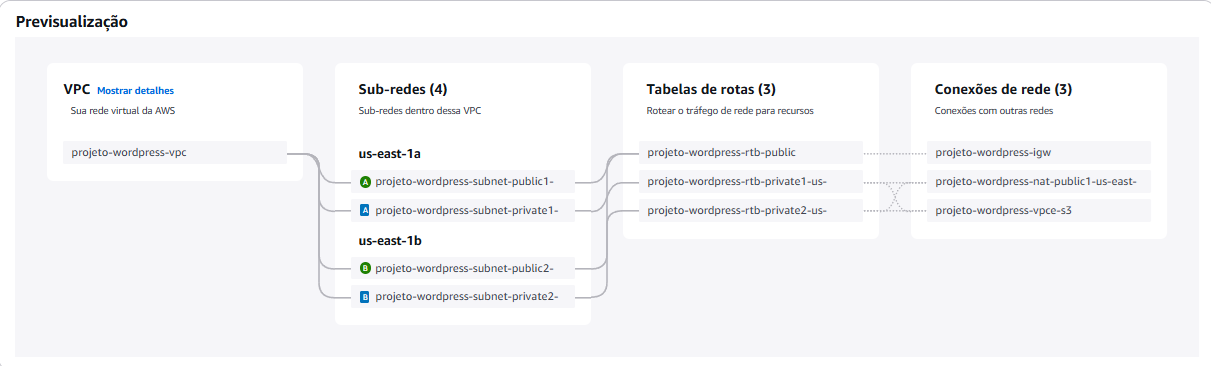 Previsualização
VPC Mostrar detalhes
Sua rede virtual da AWS
projeto-wordpress-vpc
Sub-redes (4)
Sub-redes dentro dessa VPC
us-east-1a
A projeto-wordpress-subnet-public1-
A projeto-wordpress-subnet-private1-
us-east-1b
B projeto-wordpress-subnet-public2-
B projeto-wordpress-subnet-private2-
Tabelas de rotas (3)
Rotear o tráfego de rede para recursos
projeto-wordpress-rtb-public
projeto-wordpress-rtb-private1-us-
projeto-wordpress-rtb-private2-us-
Conexões de rede (3)
Conexões com outras redes
projeto-wordpress-igw
projeto-wordpress-nat-public1-us-east-
projeto-wordpress-vpce-s3